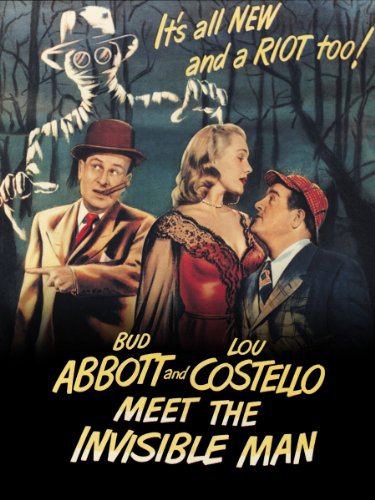 It's all NEW
and a RIOT too!
BUD LOU
ABBOTT and COSTELLO
MEET THE
INVISIBLE MAN